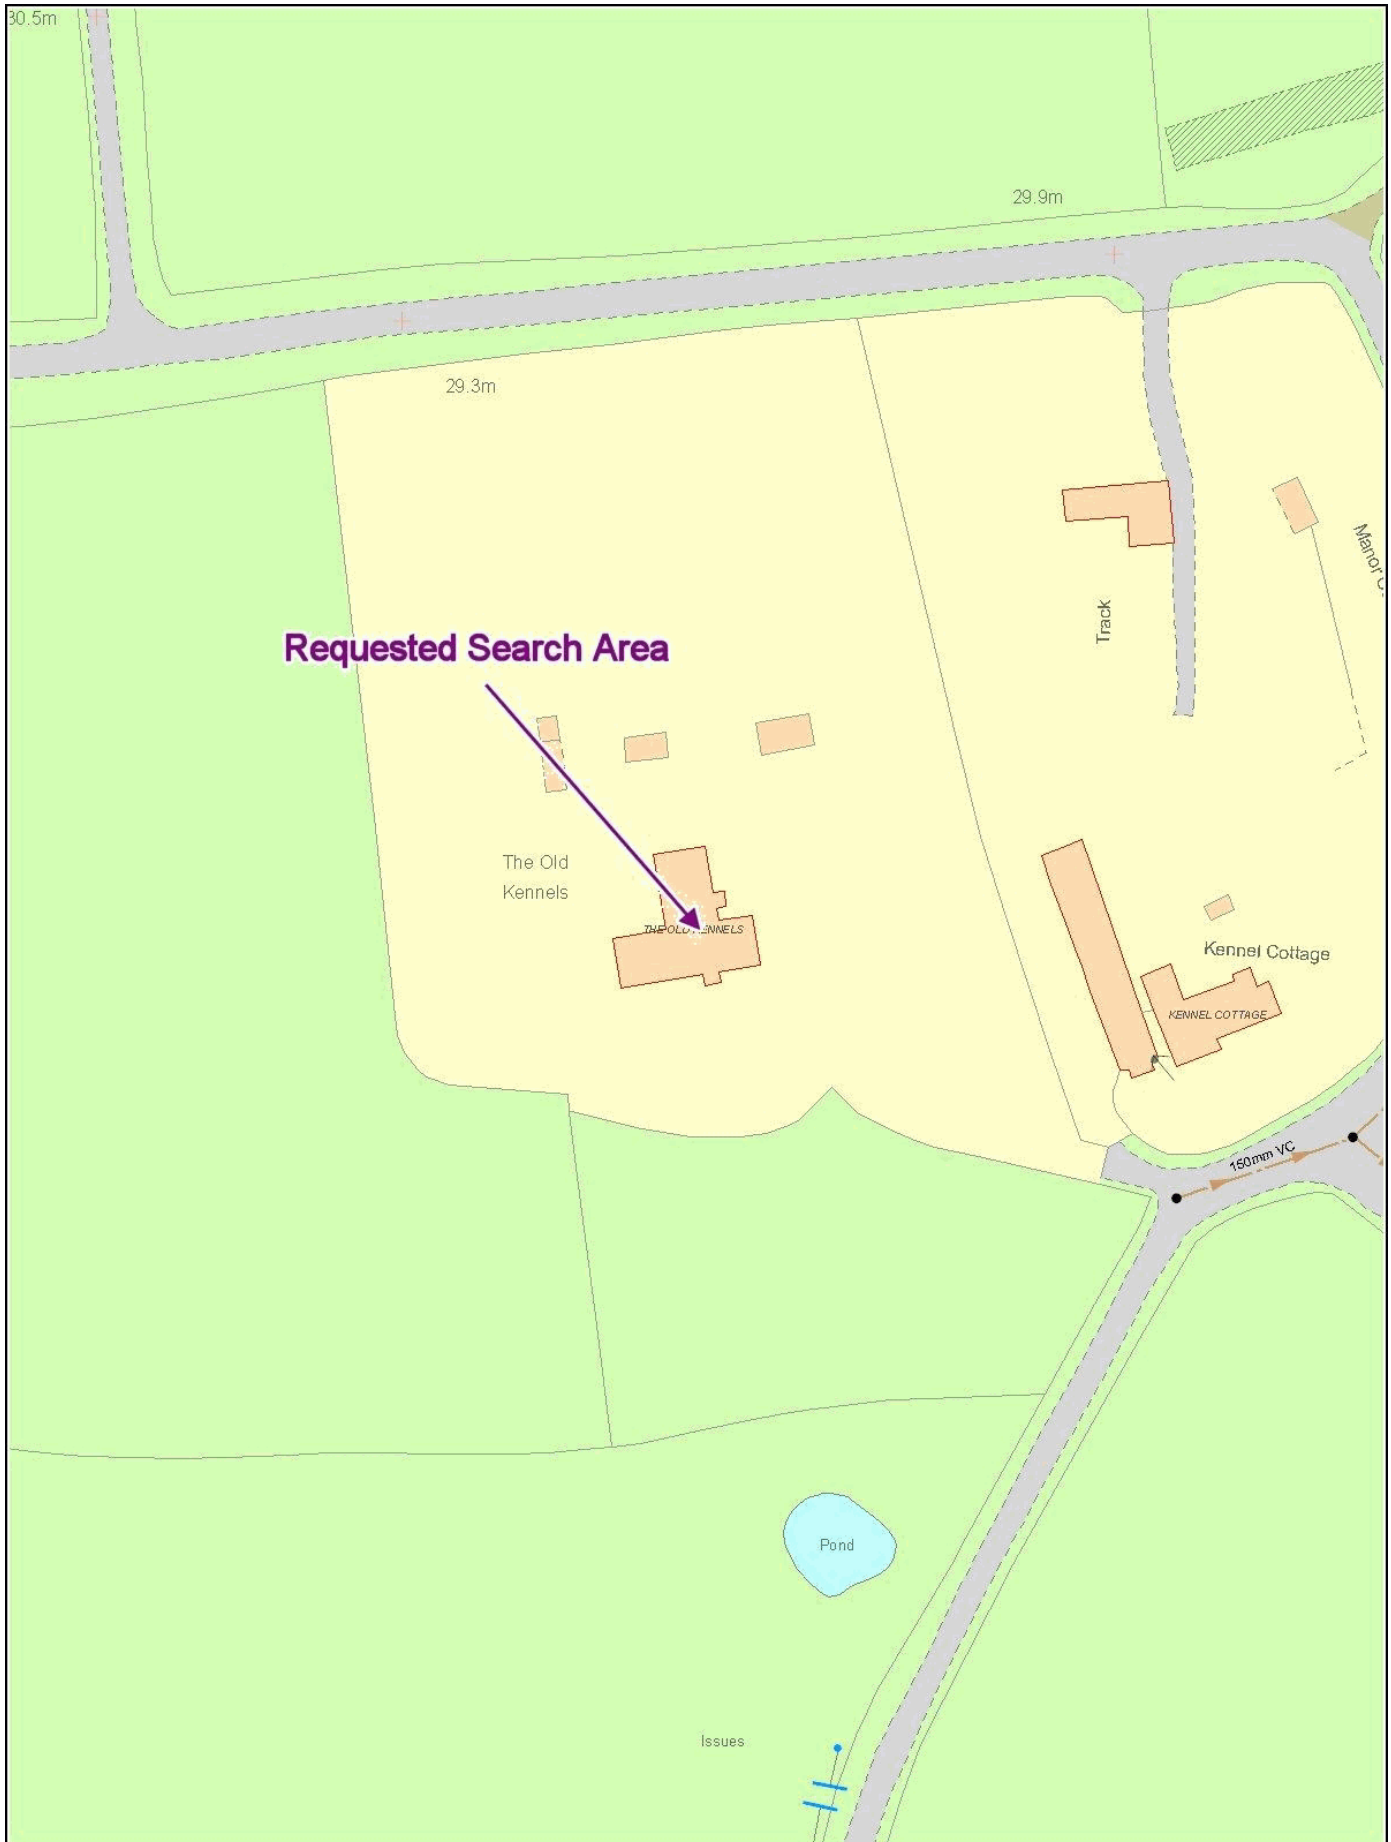 30.5m
29.9m
29.3m
Manor
Track
Requested Search Area
The Old
Kennels
THE OLD KENNELS
Kennel Cottage
KENNEL COTTAGE
150mm VC
Pond
Issues